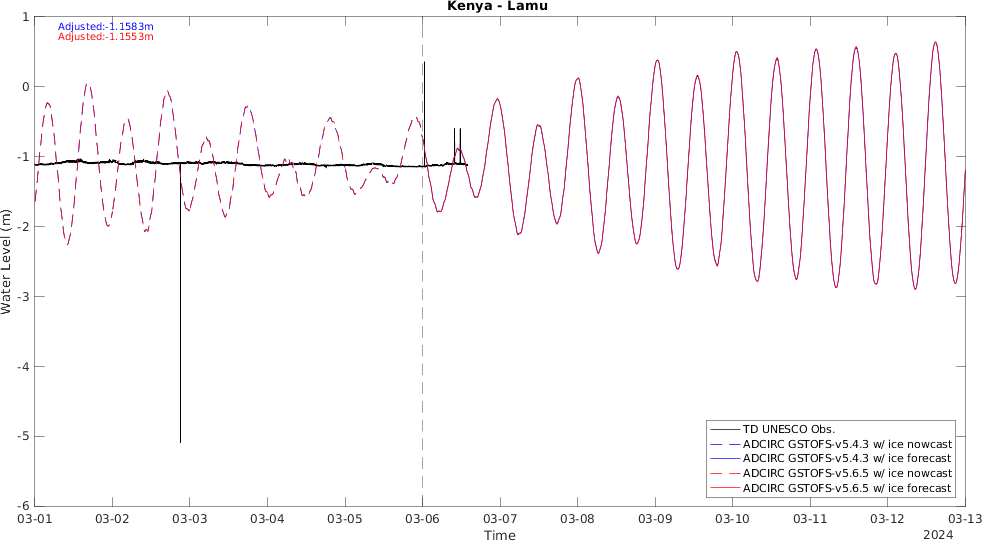 Kenya - Lamu
Adjusted:-1.1583m
Adjusted:-1.1553m
Water Level (m)
1
0
-1
-2
-3
-4
-5
-6
TD UNESCO Obs.
ADCIRC GSTOFS-v5.4.3 w/ ice nowcast
ADCIRC GSTOFS-v5.4.3 w/ ice forecast
ADCIRC GSTOFS-v5.6.5 w/ ice nowcast
ADCIRC GSTOFS-v5.6.5 w/ ice forecast
03-01 03-02 03-03 03-04 03-05 03-06 03-07 03-08 03-09 03-10 03-11 03-12 03-13
Time
2024